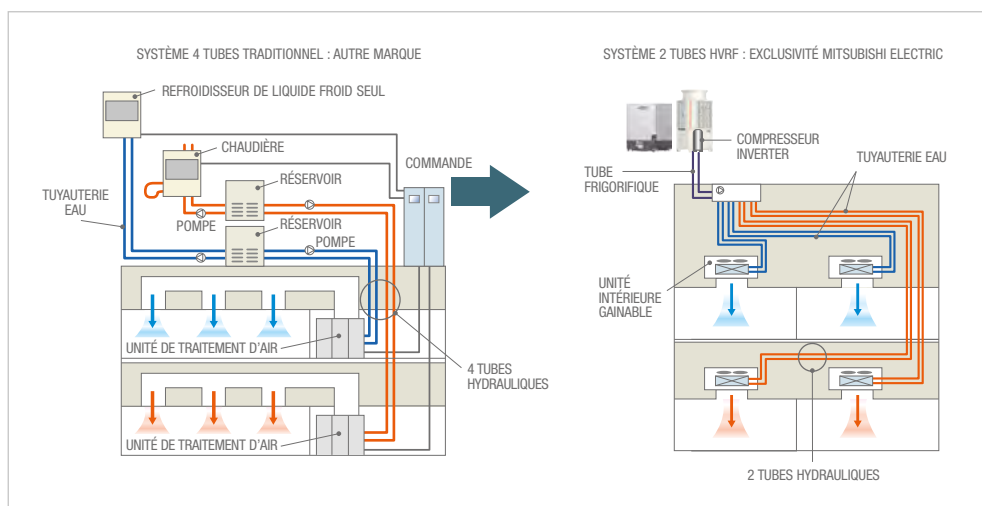 SYSTÈME 4 TUBES TRADITIONNEL : AUTRE MARQUE
REFROIDISSEUR DE LIQUIDE FROID SEUL
CHAUDIÈRE
COMMANDE
RÉSERVOIR
TUYAUTERIE
EAU
POMPE
RÉSERVOIR
POMPE
UNITÉ DE TRAITEMENT D'AIR
4 TUBES
HYDRAULIQUES
UNITÉ DE TRAITEMENT D'AIR
SYSTÈME 2 TUBES HVRF : EXCLUSIVITÉ MITSUBISHI ELECTRIC
COMPRESSEUR
INVERTER
TUYAUTERIE EAU
TUBE
FRIGORIFIQUE
UNITÉ
INTÉRIEURE
GAINABLE
2 TUBES HYDRAULIQUES